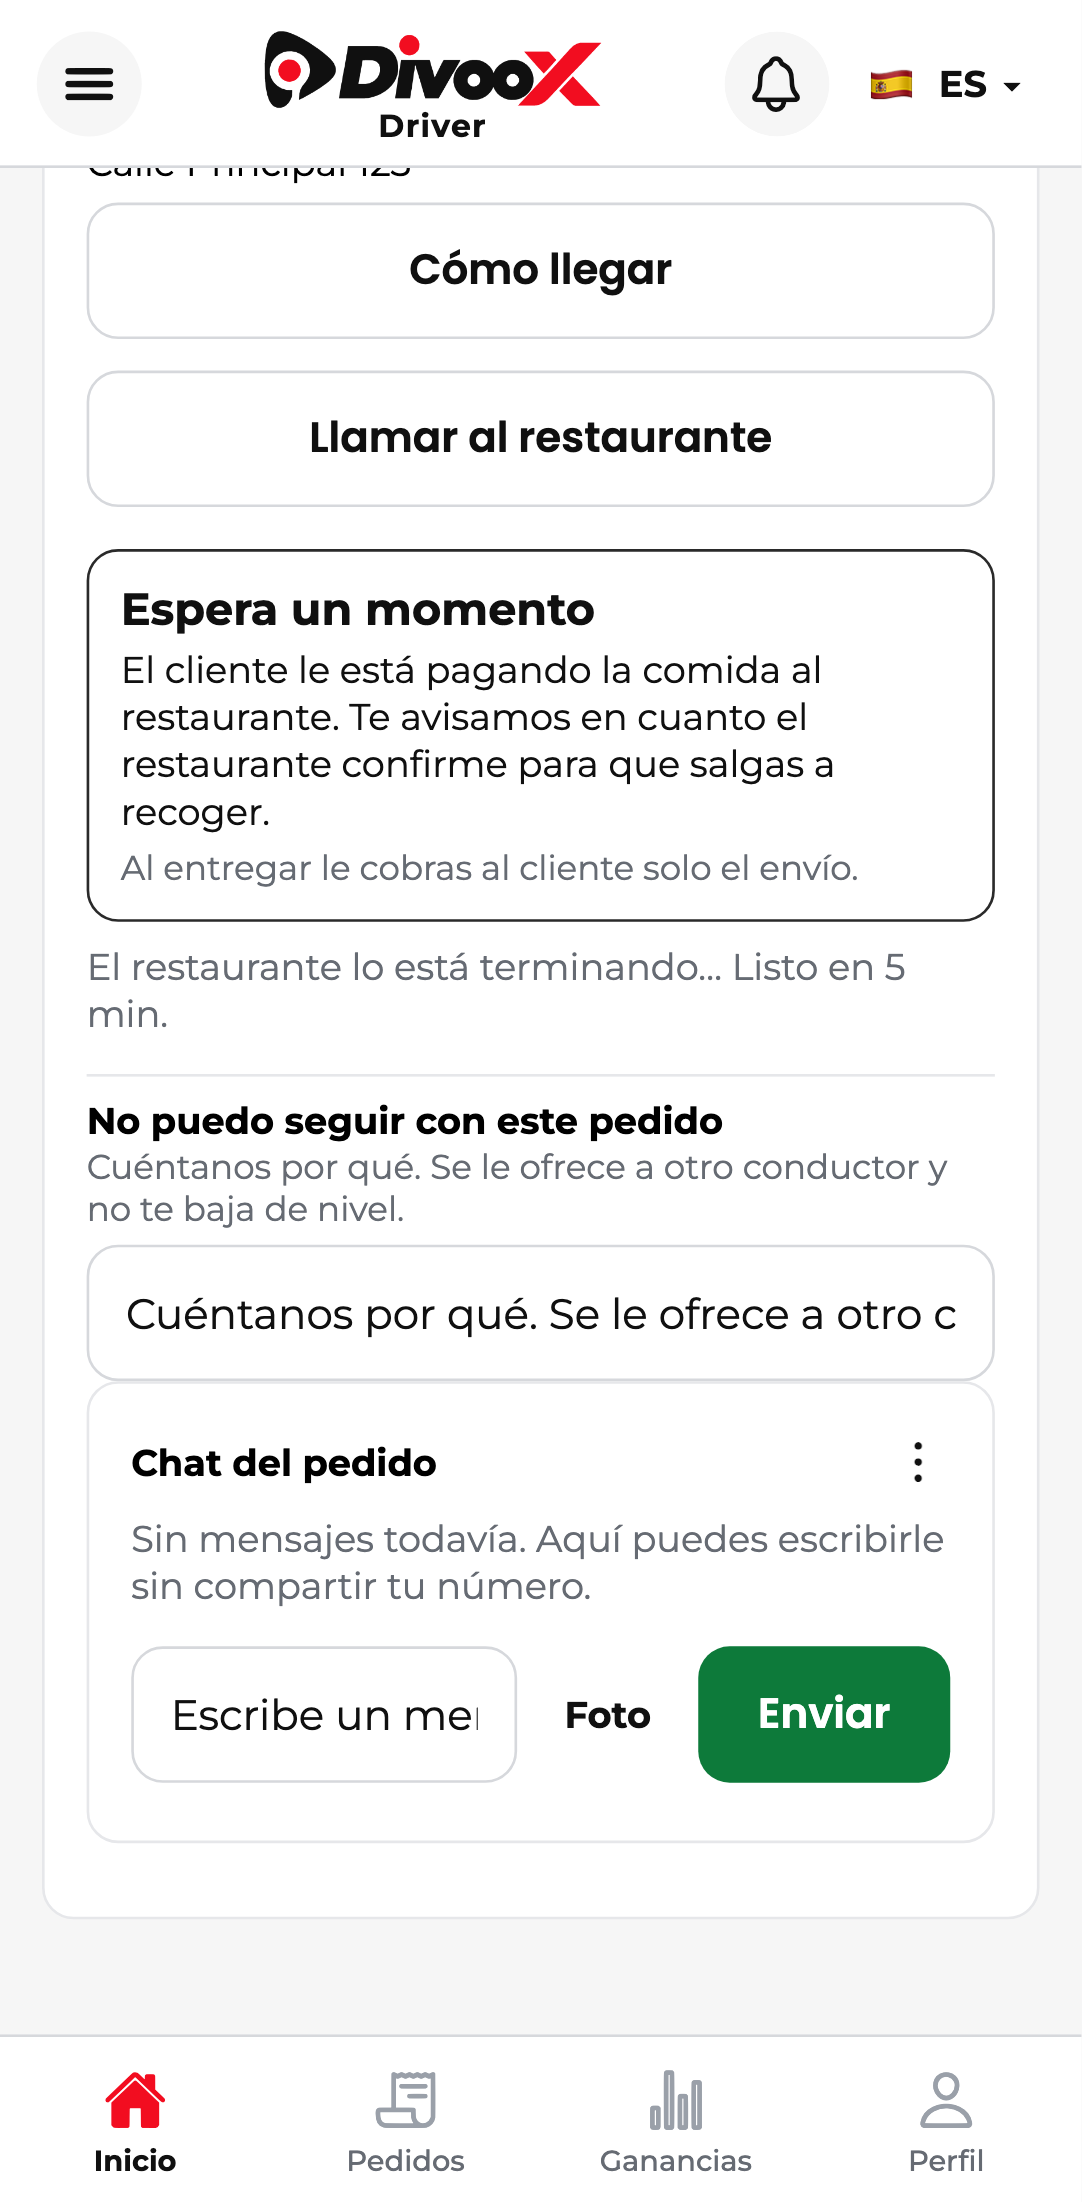 DivooX
Driver
ES
Calle Principal 123
Cómo llegar
Llamar al restaurante
Espera un momento
El cliente le está pagando la comida al
restaurante. Te avisamos en cuanto el
restaurante confirme para que salgas a
recoger.
Al entregar le cobras al cliente solo el envío.
El restaurante lo está terminando... Listo en 5
min.
No puedo seguir con este pedido
Cuéntanos por qué. Se le ofrece a otro conductor y
no te baja de nivel.
Cuéntanos por qué. Se le ofrece a otro c
Chat del pedido
Sin mensajes todavía. Aquí puedes escribirle
sin compartir tu número.
Escribe un me
Foto
Enviar
Inicio
Pedidos
Ganancias
Perfil